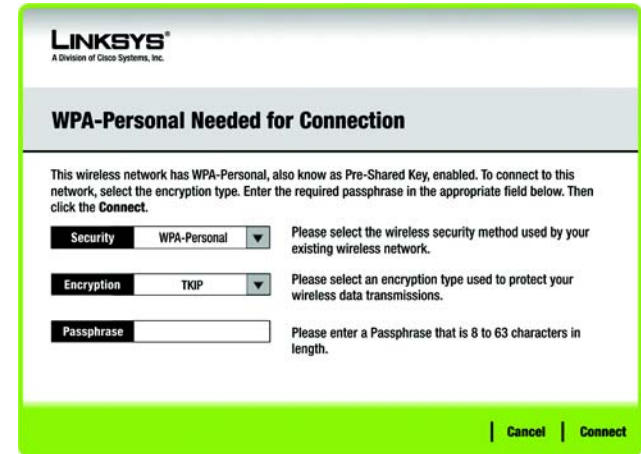 LINKSYS®
A Division of Cisco Systems, Inc.
WPA-Personal Needed for Connection
This wireless network has WPA-Personal, also know as Pre-Shared Key, enabled. To connect to this
network, select the encryption type. Enter the required passphrase in the appropriate field below. Then
click the Connect.
Security WPA-Personal Please select the wireless security method used by your
existing wireless network.
Encryption TKIP Please select an encryption type used to protect your
wireless data transmissions.
Passphrase Please enter a Passphrase that is 8 to 63 characters in
length.
Cancel Connect